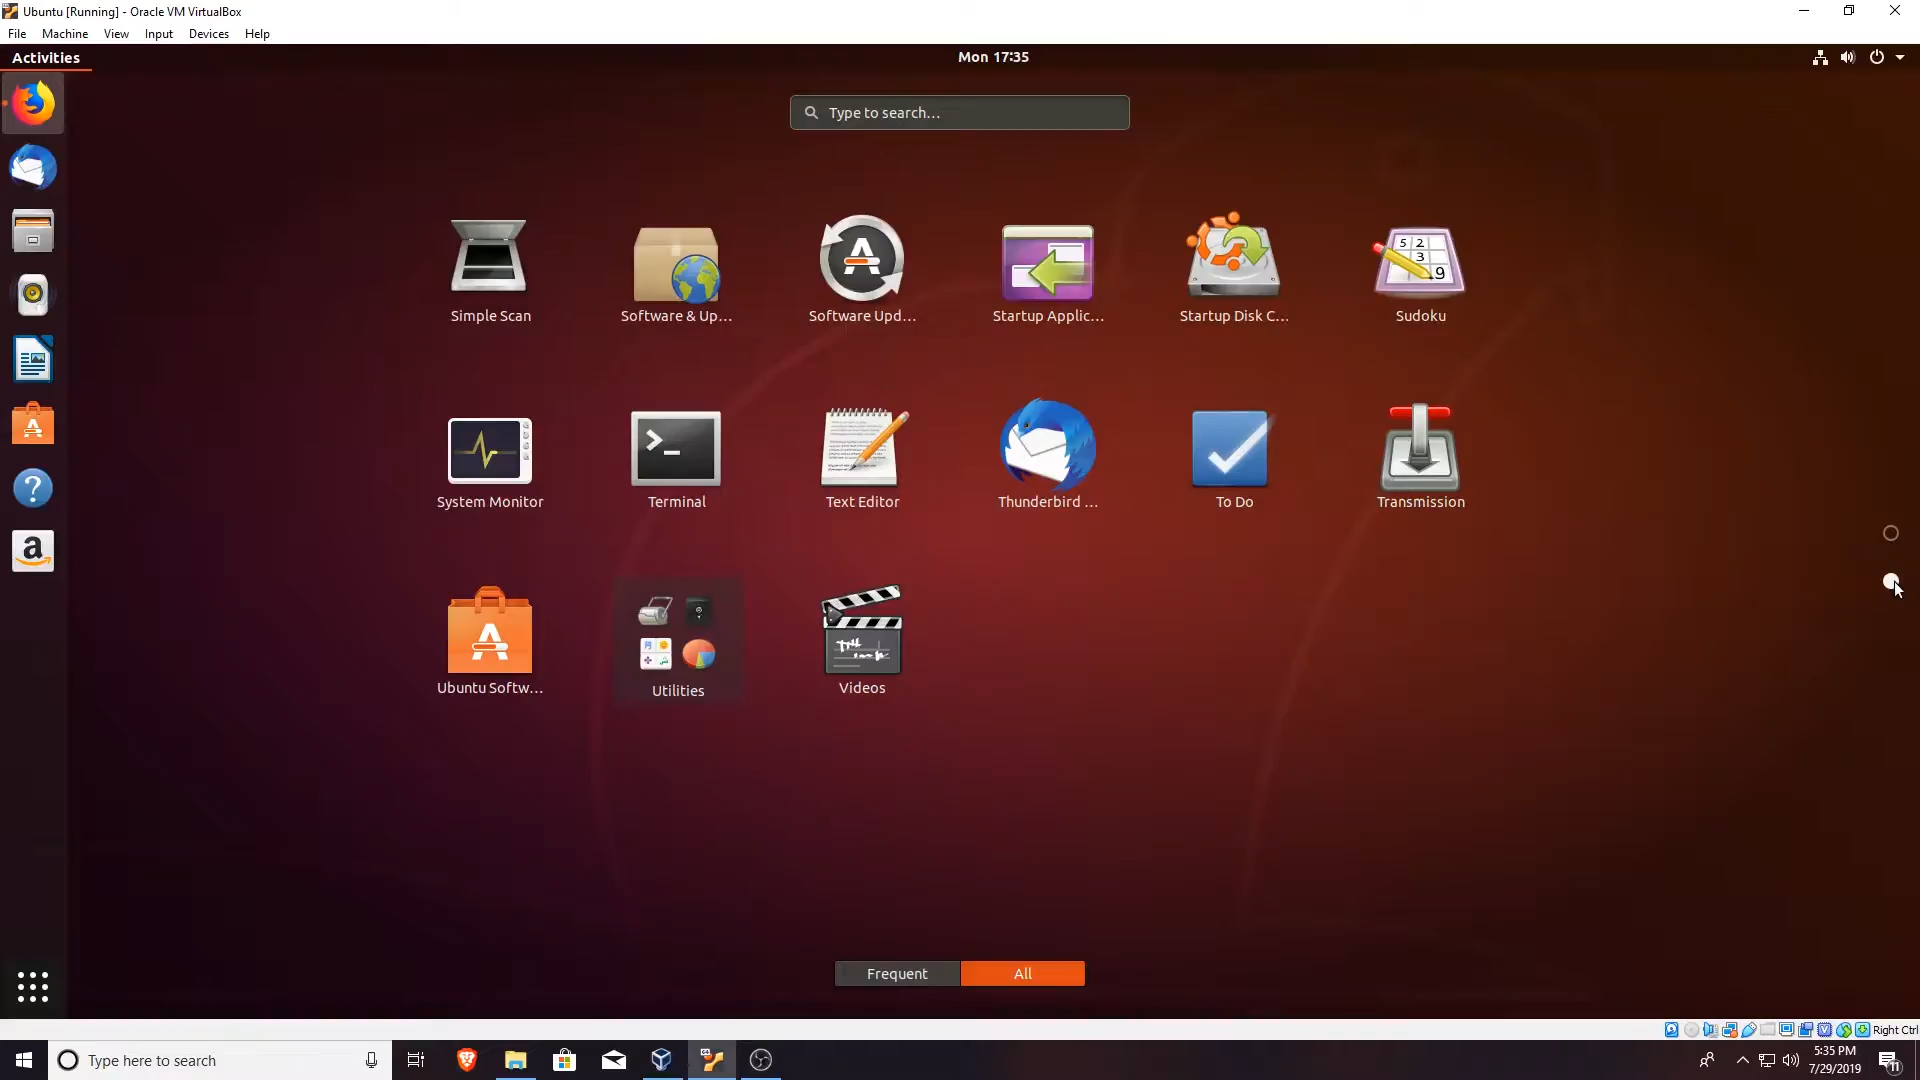 Ubuntu [Running] - Oracle VM VirtualBox
File Machine View Input Devices Help
Activities
Mon 17:35
Type to search...
Simple Scan
Software & Up...
Software Upd...
Startup Applic...
Startup Disk C...
Sudoku
System Monitor
Terminal
Text Editor
Thunderbird ...
To Do
Transmission
Ubuntu Softw...
Utilities
Videos
Frequent
All
Right Ctrl
Type here to search
5:35 PM
7/29/2019
11